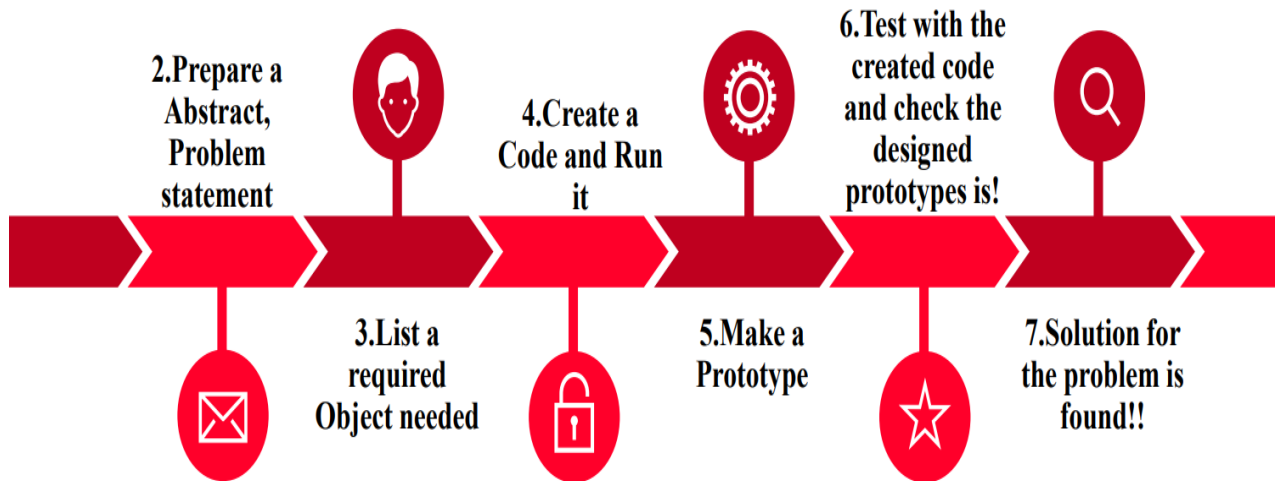 2.Prepare a
Abstract,
Problem
statement
3.List a
required
Object needed
4.Create a
Code and Run
it
5.Make a
Prototype
6.Test with the
created code
and check the
designed
prototypes is!
7.Solution for
the problem is
found!!